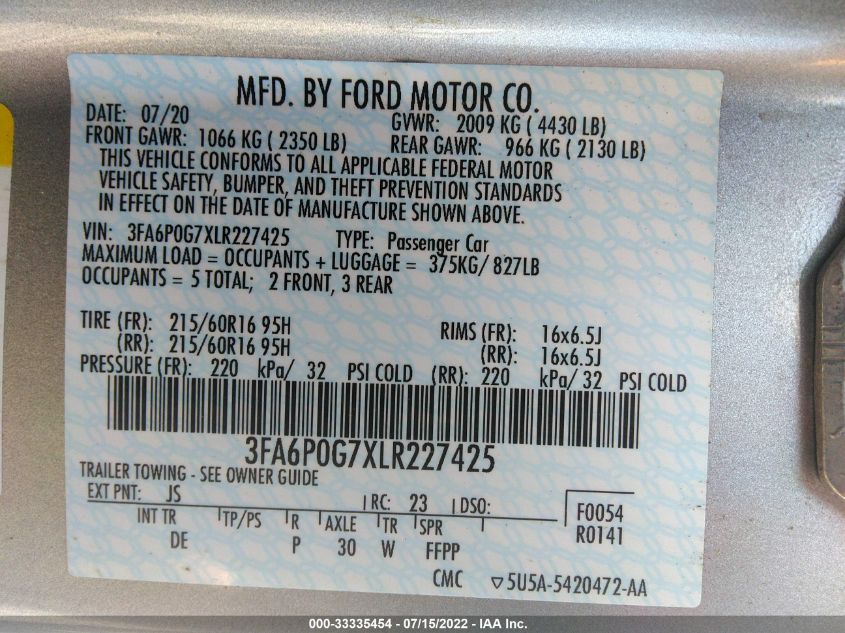 MFD. BY FORD MOTOR CO.
DATE: 07/20 GVWR: 2009 KG ( 4430 LB)
FRONT GAWR: 1066 KG ( 2350 LB) REAR GAWR: 966 KG ( 2130 LB)
THIS VEHICLE CONFORMS TO ALL APPLICABLE FEDERAL MOTOR
VEHICLE SAFETY, BUMPER, AND THEFT PREVENTION STANDARDS
IN EFFECT ON THE DATE OF MANUFACTURE SHOWN ABOVE.
VIN: 3FA6P0G7XLR227425 TYPE: Passenger Car
MAXIMUM LOAD = OCCUPANTS + LUGGAGE = 375KG/ 827LB
OCCUPANTS = 5 TOTAL; 2 FRONT, 3 REAR
TIRE (FR): 215/60R16 95H RIMS (FR): 16x6.5J
(RR): 215/60R16 95H (RR): 16x6.5J
PRESSURE (FR): 220 kPa/ 32 PSI COLD (RR): 220 kPa/ 32 PSI COLD
3FA6P0G7XLR227425
TRAILER TOWING - SEE OWNER GUIDE
EXT PNT: JS RC: 23 DSO: F0054
INT TR TP/PS R AXLE TR SPR R0141
DE P 30 W FFPP
CMC ▽5U5A-5420472-AA
000-33335454 - 07/15/2022 - IAA Inc.